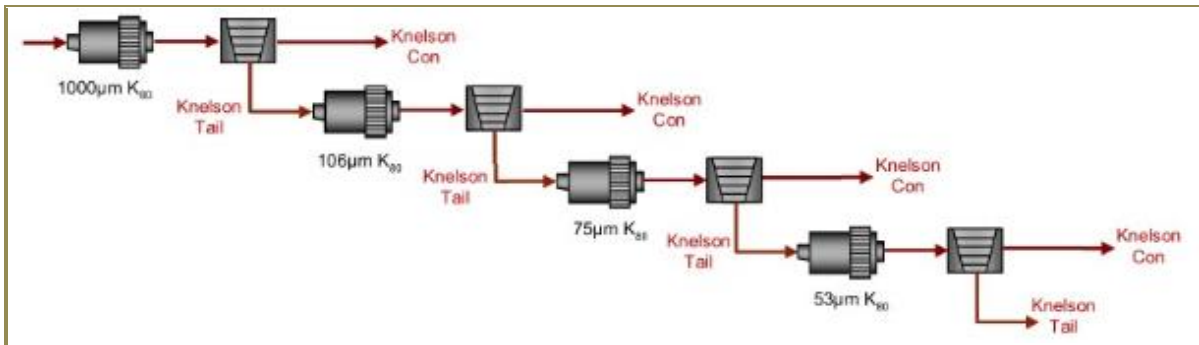 Knelson
Con
1000µm K₈₀
Knelson
Tail
Knelson
Con
106µm K₈₀
Knelson
Tail
Knelson
Con
75µm K₈₀
Knelson
Tail
Knelson
Con
53µm K₈₀
Knelson
Tail